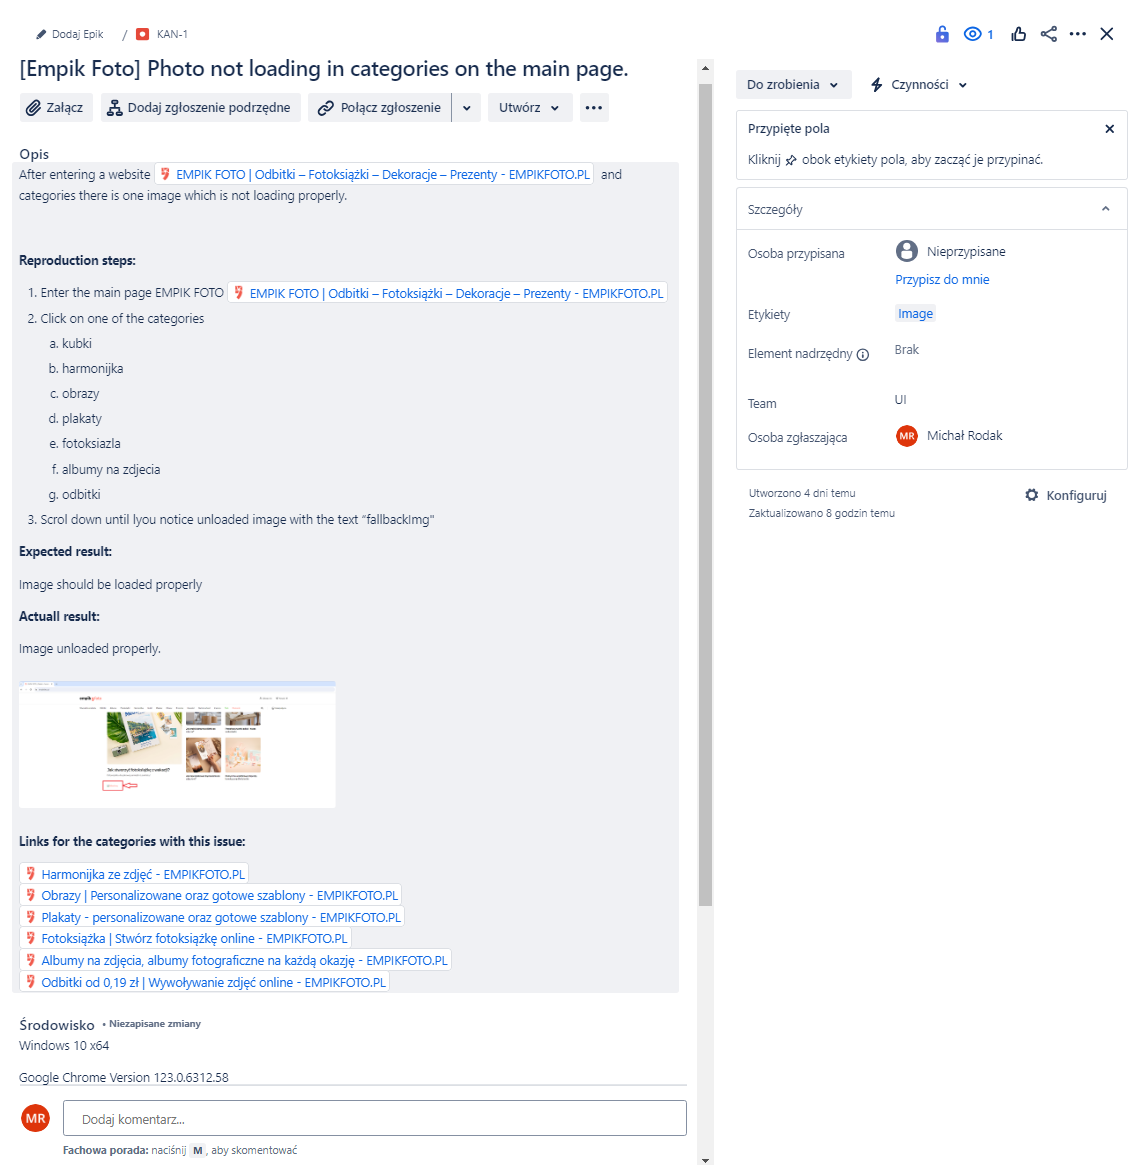 Dodaj Epik / KAN-1
1
[Empik Foto] Photo not loading in categories on the main page.
Załącz Dodaj zgłoszenie podrzędne Połącz zgłoszenie Utwórz
Opis
After entering a website EMPIK FOTO | Odbitki – Fotoksiążki – Dekoracje – Prezenty - EMPIKFOTO.PL and
categories there is one image which is not loading properly.
Reproduction steps:
1. Enter the main page EMPIK FOTO EMPIK FOTO | Odbitki – Fotoksiążki – Dekoracje – Prezenty - EMPIKFOTO.PL
2. Click on one of the categories
a. kubki
b. harmonijka
c. obrazy
d. plakaty
e. fotoksiazla
f. albumy na zdjecia
g. odbitki
3. Scrol down until lyou notice unloaded image with the text “fallbackImg"
Expected result:
Image should be loaded properly
Actuall result:
Image unloaded properly.
Links for the categories with this issue:
Harmonijka ze zdjęć - EMPIKFOTO.PL
Obrazy | Personalizowane oraz gotowe szablony - EMPIKFOTO.PL
Plakaty - personalizowane oraz gotowe szablony - EMPIKFOTO.PL
Fotoksiążka | Stwórz fotoksiążkę online - EMPIKFOTO.PL
Albumy na zdjęcia, albumy fotograficzne na każdą okazję - EMPIKFOTO.PL
Odbitki od 0,19 zł | Wywoływanie zdjęć online - EMPIKFOTO.PL
Środowisko • Niezapisane zmiany
Windows 10 x64
Google Chrome Version 123.0.6312.58
MR Dodaj komentarz...
Fachowa porada: naciśnij M , aby skomentować
Do zrobienia Czynności
Przypięte pola
Kliknij obok etykiety pola, aby zacząć je przypinać.
Szczegóły
Osoba przypisana Nieprzypisane
Przypisz do mnie
Etykiety Image
Element nadrzędny Brak
Team UI
Osoba zgłaszająca MR Michał Rodak
Utworzono 4 dni temu Konfiguruj
Zaktualizowano 8 godzin temu